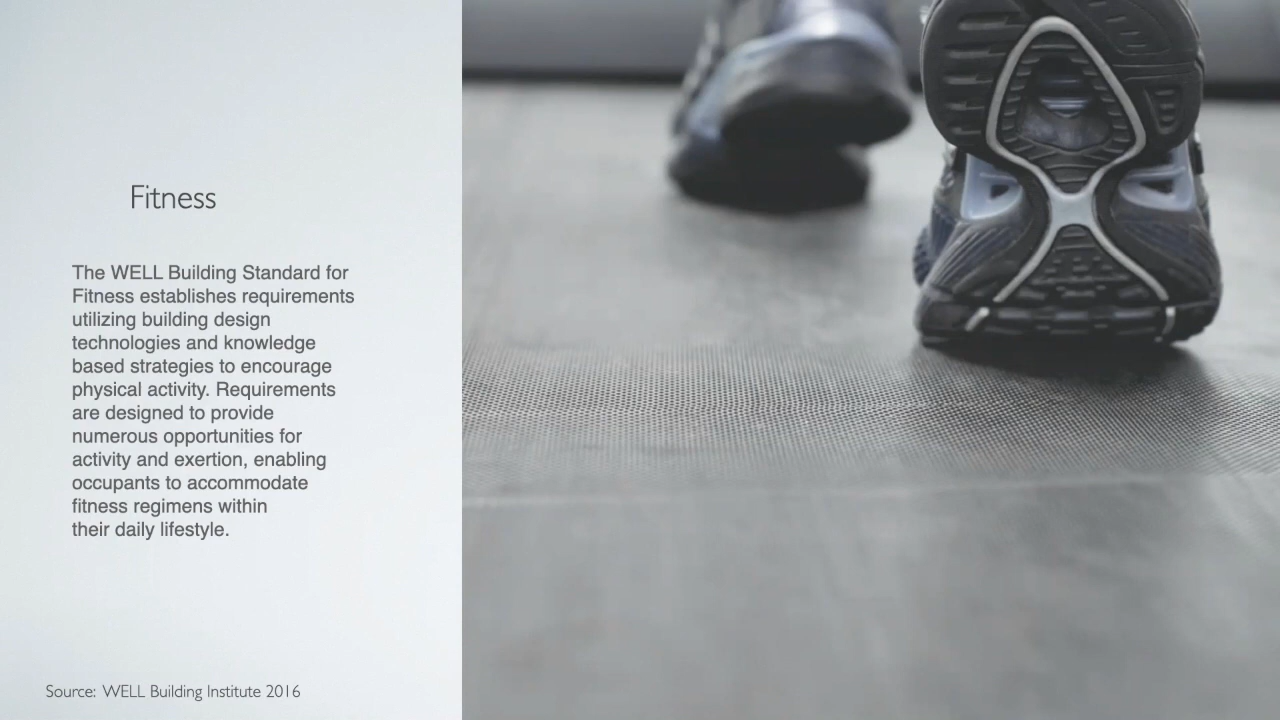 Fitness
The WELL Building Standard for
Fitness establishes requirements
utilizing building design
technologies and knowledge
based strategies to encourage
physical activity. Requirements
are designed to provide
numerous opportunities for
activity and exertion, enabling
occupants to accommodate
fitness regimens within
their daily lifestyle.
Source: WELL Building Institute 2016